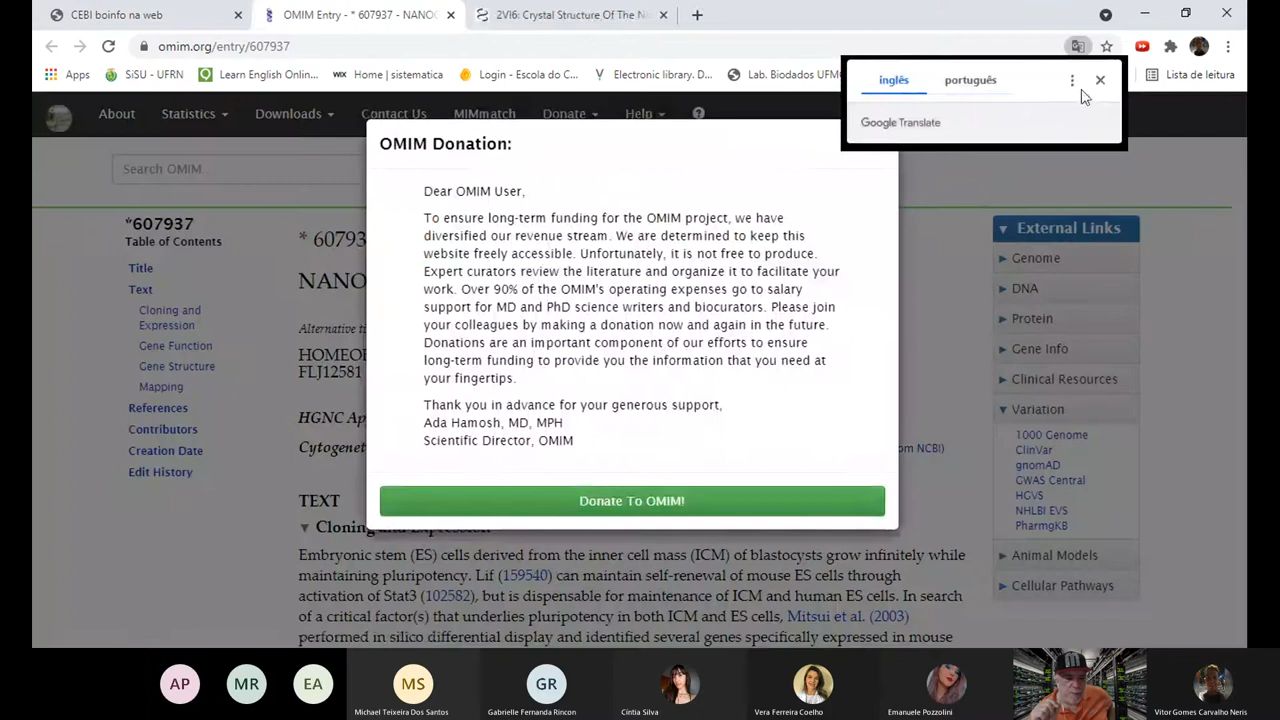 CEBI boinfo na web
OMIM Entry - * 607937 - NANOG
2VI6: Crystal Structure Of The N
omim.org/entry/607937
Apps
SiSU - UFRN
Learn English Onlin...
WIX
Home | sistematica
Login - Escola do C...
Electronic library. D...
Lab. Biodados UFM
Lista de leitura
inglês
português
Google Translate
About
Statistics
Downloads
Contact Us
MIMmatch
Donate
Help
Search OMIM...
OMIM Donation:
Dear OMIM User,
To ensure long-term funding for the OMIM project, we have
diversified our revenue stream. We are determined to keep this
website freely accessible. Unfortunately, it is not free to produce.
Expert curators review the literature and organize it to facilitate your
work. Over 90% of the OMIM's operating expenses go to salary
support for MD and PhD science writers and biocurators. Please join
your colleagues by making a donation now and again in the future.
Donations are an important component of our efforts to ensure
long-term funding to provide you the information that you need at
your fingertips.
Thank you in advance for your generous support,
Ada Hamosh, MD, MPH
Scientific Director, OMIM
Donate To OMIM!
*607937
Table of Contents
Title
Text
Cloning and
Expression
Gene Function
Gene Structure
Mapping
References
Contributors
Creation Date
Edit History
* 60793
NANO
Alternative ti
HOMEO
FLJ12581
HGNC Ap
Cytogene
om NCBI)
TEXT
Cloning and Expression
Embryonic stem (ES) cells derived from the inner cell mass (ICM) of blastocysts grow infinitely while
maintaining pluripotency. Lif (159540) can maintain self-renewal of mouse ES cells through
activation of Stat3 (102582), but is dispensable for maintenance of ICM and human ES cells. In search
of a critical factor(s) that underlies pluripotency in both ICM and ES cells, Mitsui et al. (2003)
performed in silico differential display and identified several genes specifically expressed in mouse
External Links
Genome
DNA
Protein
Gene Info
Clinical Resources
Variation
1000 Genome
ClinVar
gnomAD
GWAS Central
HGVS
NHLBI EVS
PharmgKB
Animal Models
Cellular Pathways
AP
MR
EA
MS
Michael Teixeira Dos Santos
GR
Gabrielle Fernanda Rincon
Cíntia Silva
Vera Ferreira Coelho
Emanuele Pozzolini
Vitor Gomes Carvalho Neris